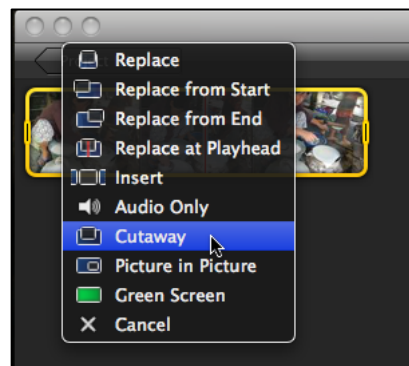 Replace
Replace from Start
Replace from End
Replace at Playhead
Insert
Audio Only
Cutaway
Picture in Picture
Green Screen
Cancel